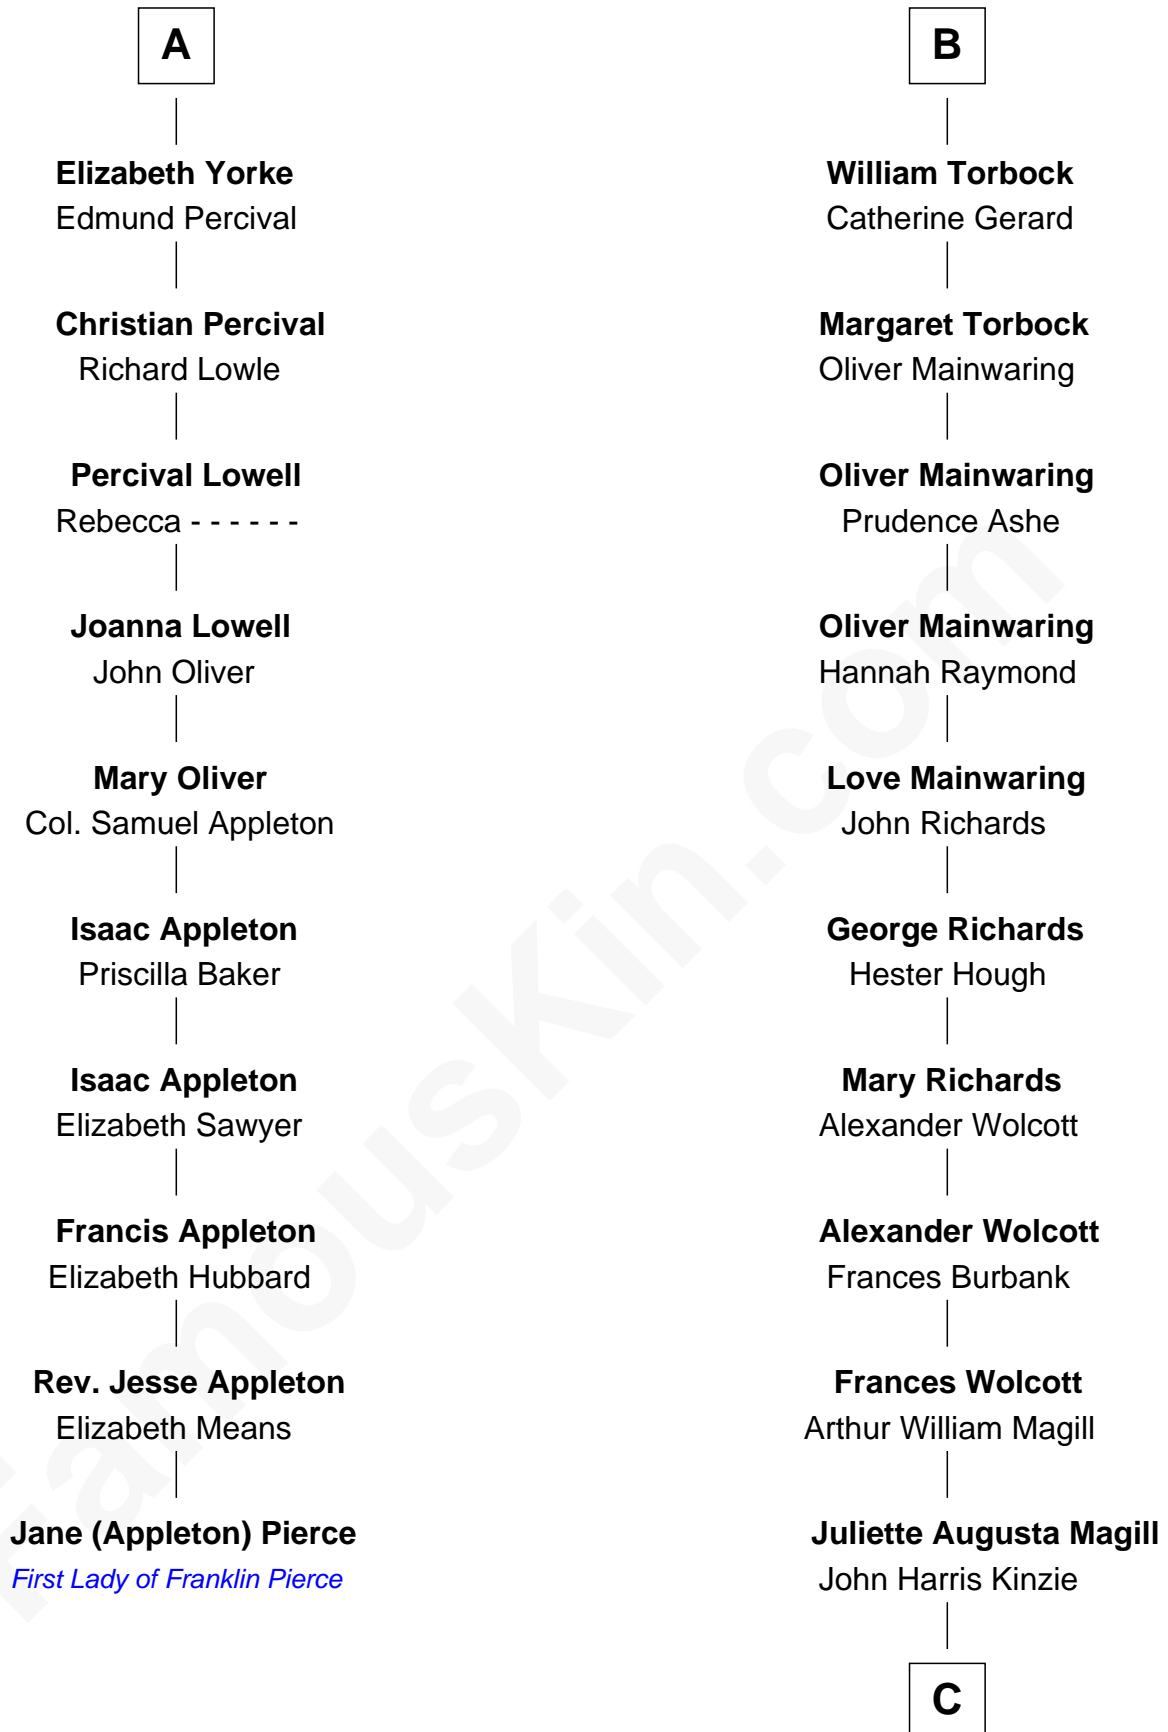 A
Elizabeth Yorke
Edmund Percival
Christian Percival
Richard Lowle
Percival Lowell
Rebecca - - - - - -
Joanna Lowell
John Oliver
Mary Oliver
Col. Samuel Appleton
Isaac Appleton
Priscilla Baker
Isaac Appleton
Elizabeth Sawyer
Francis Appleton
Elizabeth Hubbard
Rev. Jesse Appleton
Elizabeth Means
Jane (Appleton) Pierce
First Lady of Franklin Pierce
B
William Torbock
Catherine Gerard
Margaret Torbock
Oliver Mainwaring
Oliver Mainwaring
Prudence Ashe
Oliver Mainwaring
Hannah Raymond
Love Mainwaring
John Richards
George Richards
Hester Hough
Mary Richards
Alexander Wolcott
Alexander Wolcott
Frances Burbank
Frances Wolcott
Arthur William Magill
Juliette Augusta Magill
John Harris Kinzie
C
FamousKin.com